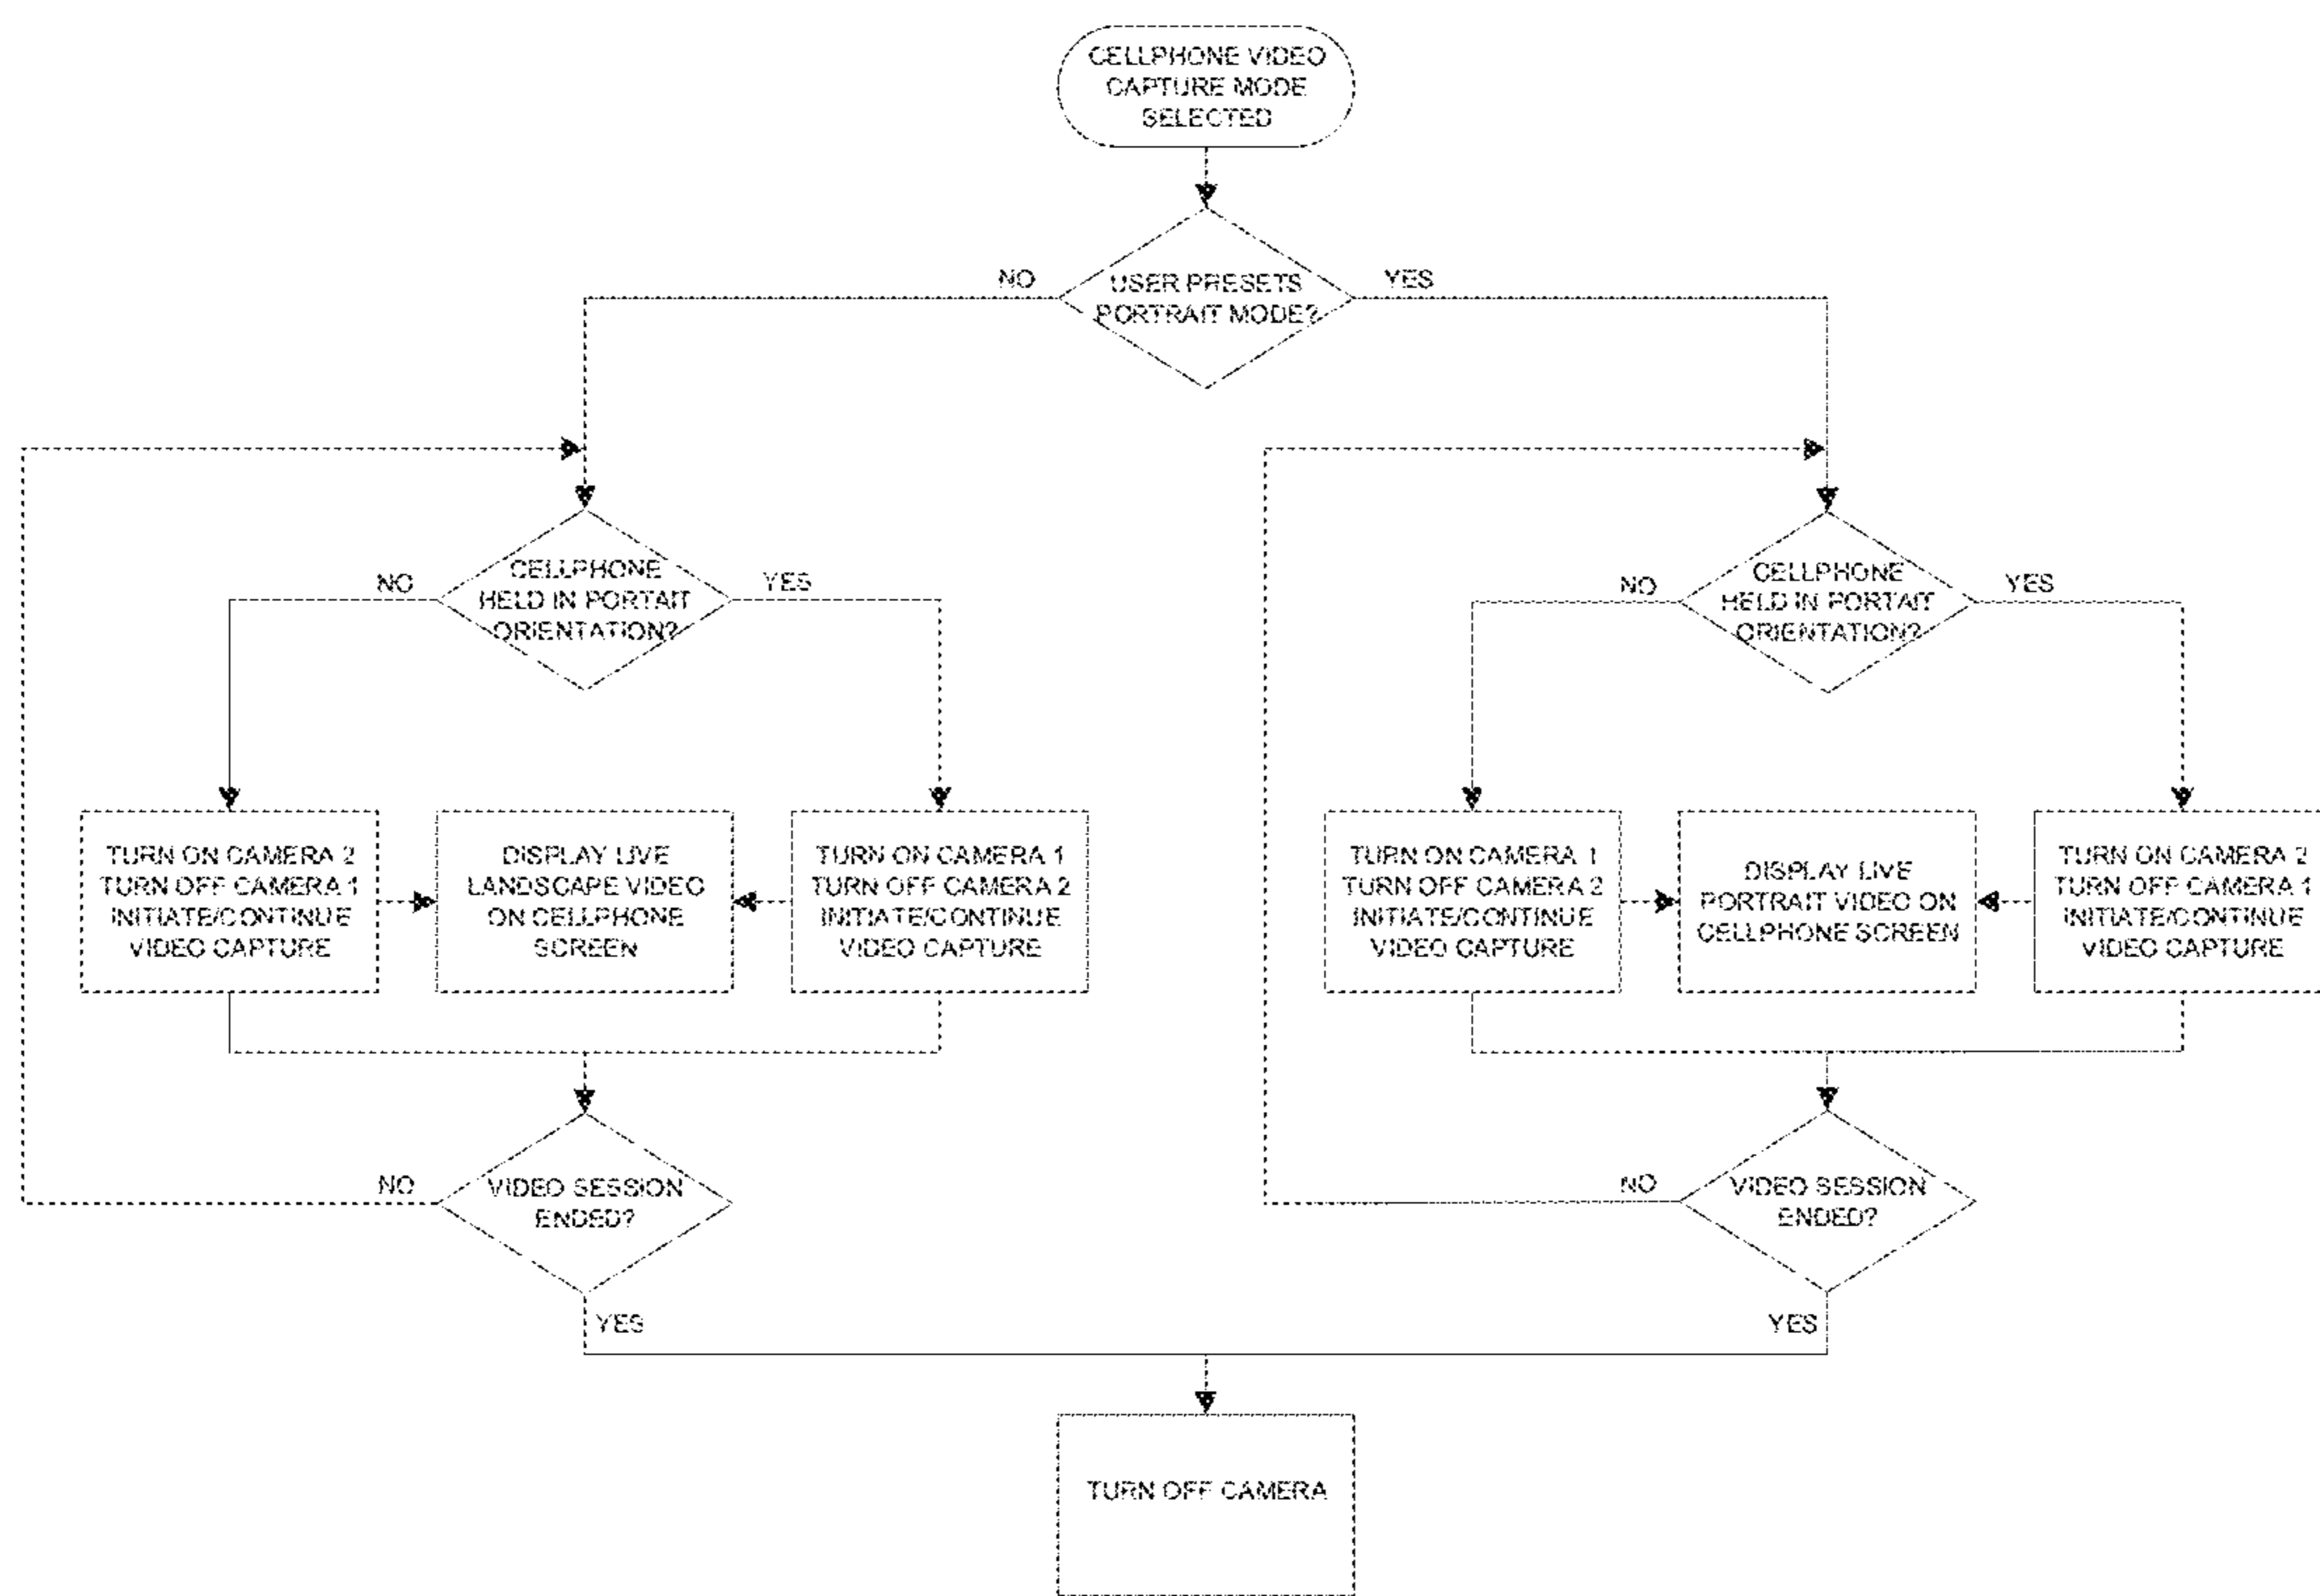 CELLPHONE VIDEO
CAPTURE MODE
SELECTED
NO
USER PRESETS
PORTRAIT MODE?
YES
NO
CELLPHONE
HELD IN PORTAIT
ORIENTATION?
YES
NO
CELLPHONE
HELD IN PORTAIT
ORIENTATION?
YES
TURN ON CAMERA 2
TURN OFF CAMERA 1
INITIATE/CONTINUE
VIDEO CAPTURE
DISPLAY LIVE
LANDSCAPE VIDEO
ON CELLPHONE
SCREEN
TURN ON CAMERA 1
TURN OFF CAMERA 2
INITIATE/CONTINUE
VIDEO CAPTURE
TURN ON CAMERA 1
TURN OFF CAMERA 2
INITIATE/CONTINUE
VIDEO CAPTURE
DISPLAY LIVE
PORTRAIT VIDEO ON
CELLPHONE SCREEN
TURN ON CAMERA 2
TURN OFF CAMERA 1
INITIATE/CONTINUE
VIDEO CAPTURE
NO
VIDEO SESSION
ENDED?
YES
NO
VIDEO SESSION
ENDED?
YES
TURN OFF CAMERA